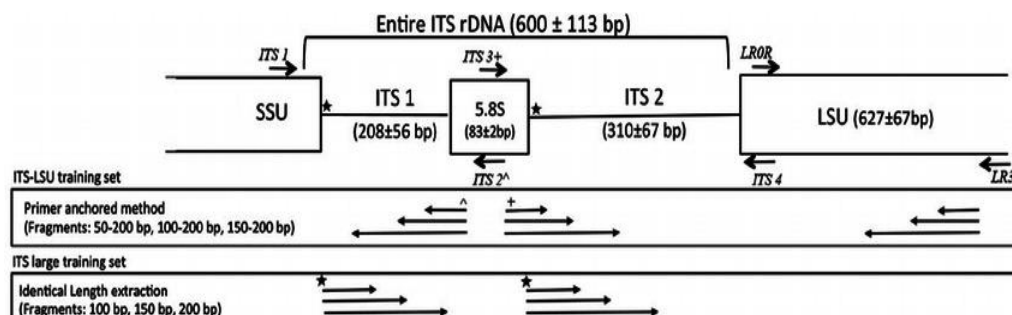 Entire ITS rDNA (600 ± 113 bp)
ITS 1
ITS 3+
LR0R
SSU
ITS 1
(208±56 bp)
5.8S
(83±2bp)
ITS 2
(310±67 bp)
LSU (627±67bp)
ITS 2^
ITS 4
LR3
ITS-LSU training set
Primer anchored method
(Fragments: 50-200 bp, 100-200 bp, 150-200 bp)
^
+
ITS large training set
Identical Length extraction
(Fragments: 100 bp, 150 bp, 200 bp)